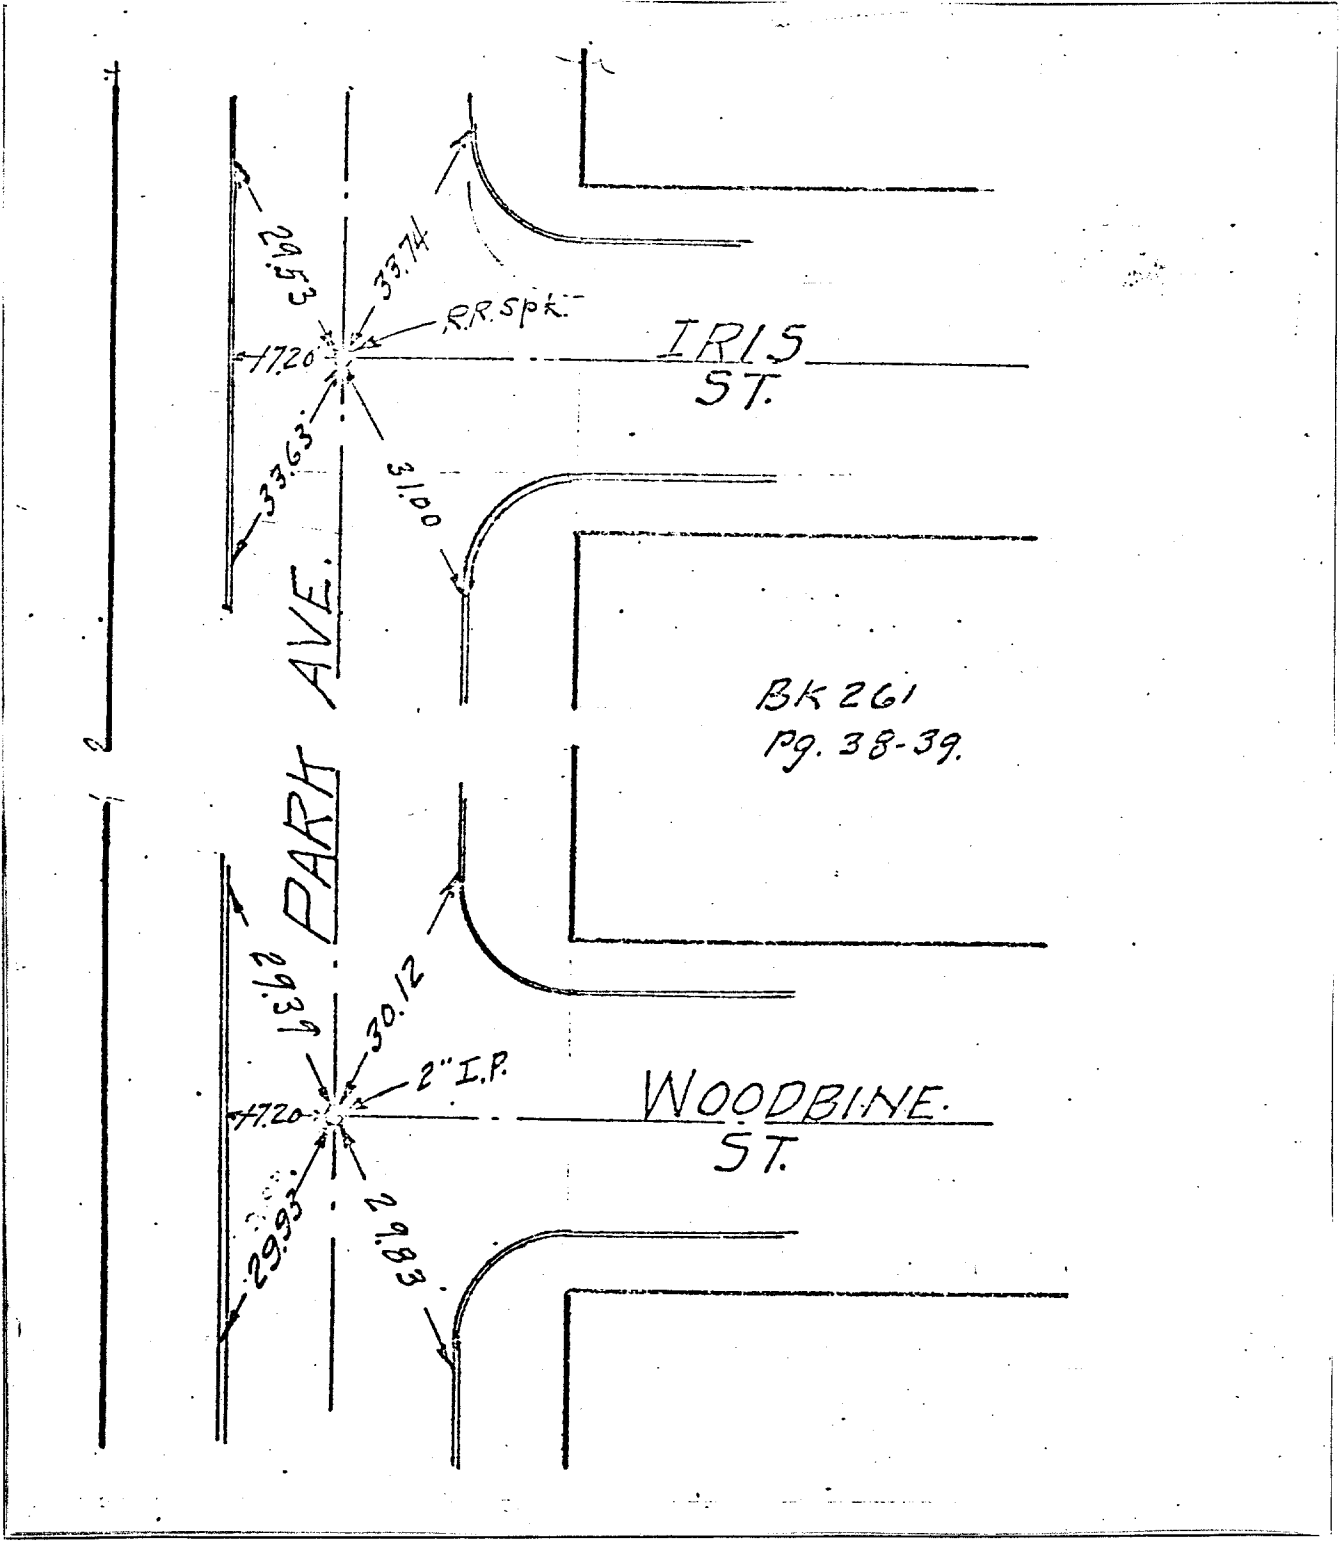 29.53
33.74
R.R. Spk.
17.20
IRIS
ST.
33.63
31.00
PARK AVE.
BK 261
Pg. 38-39.
29.39
30.12
2" I.P.
17.20
WOODBINE
ST.
29.93
29.83